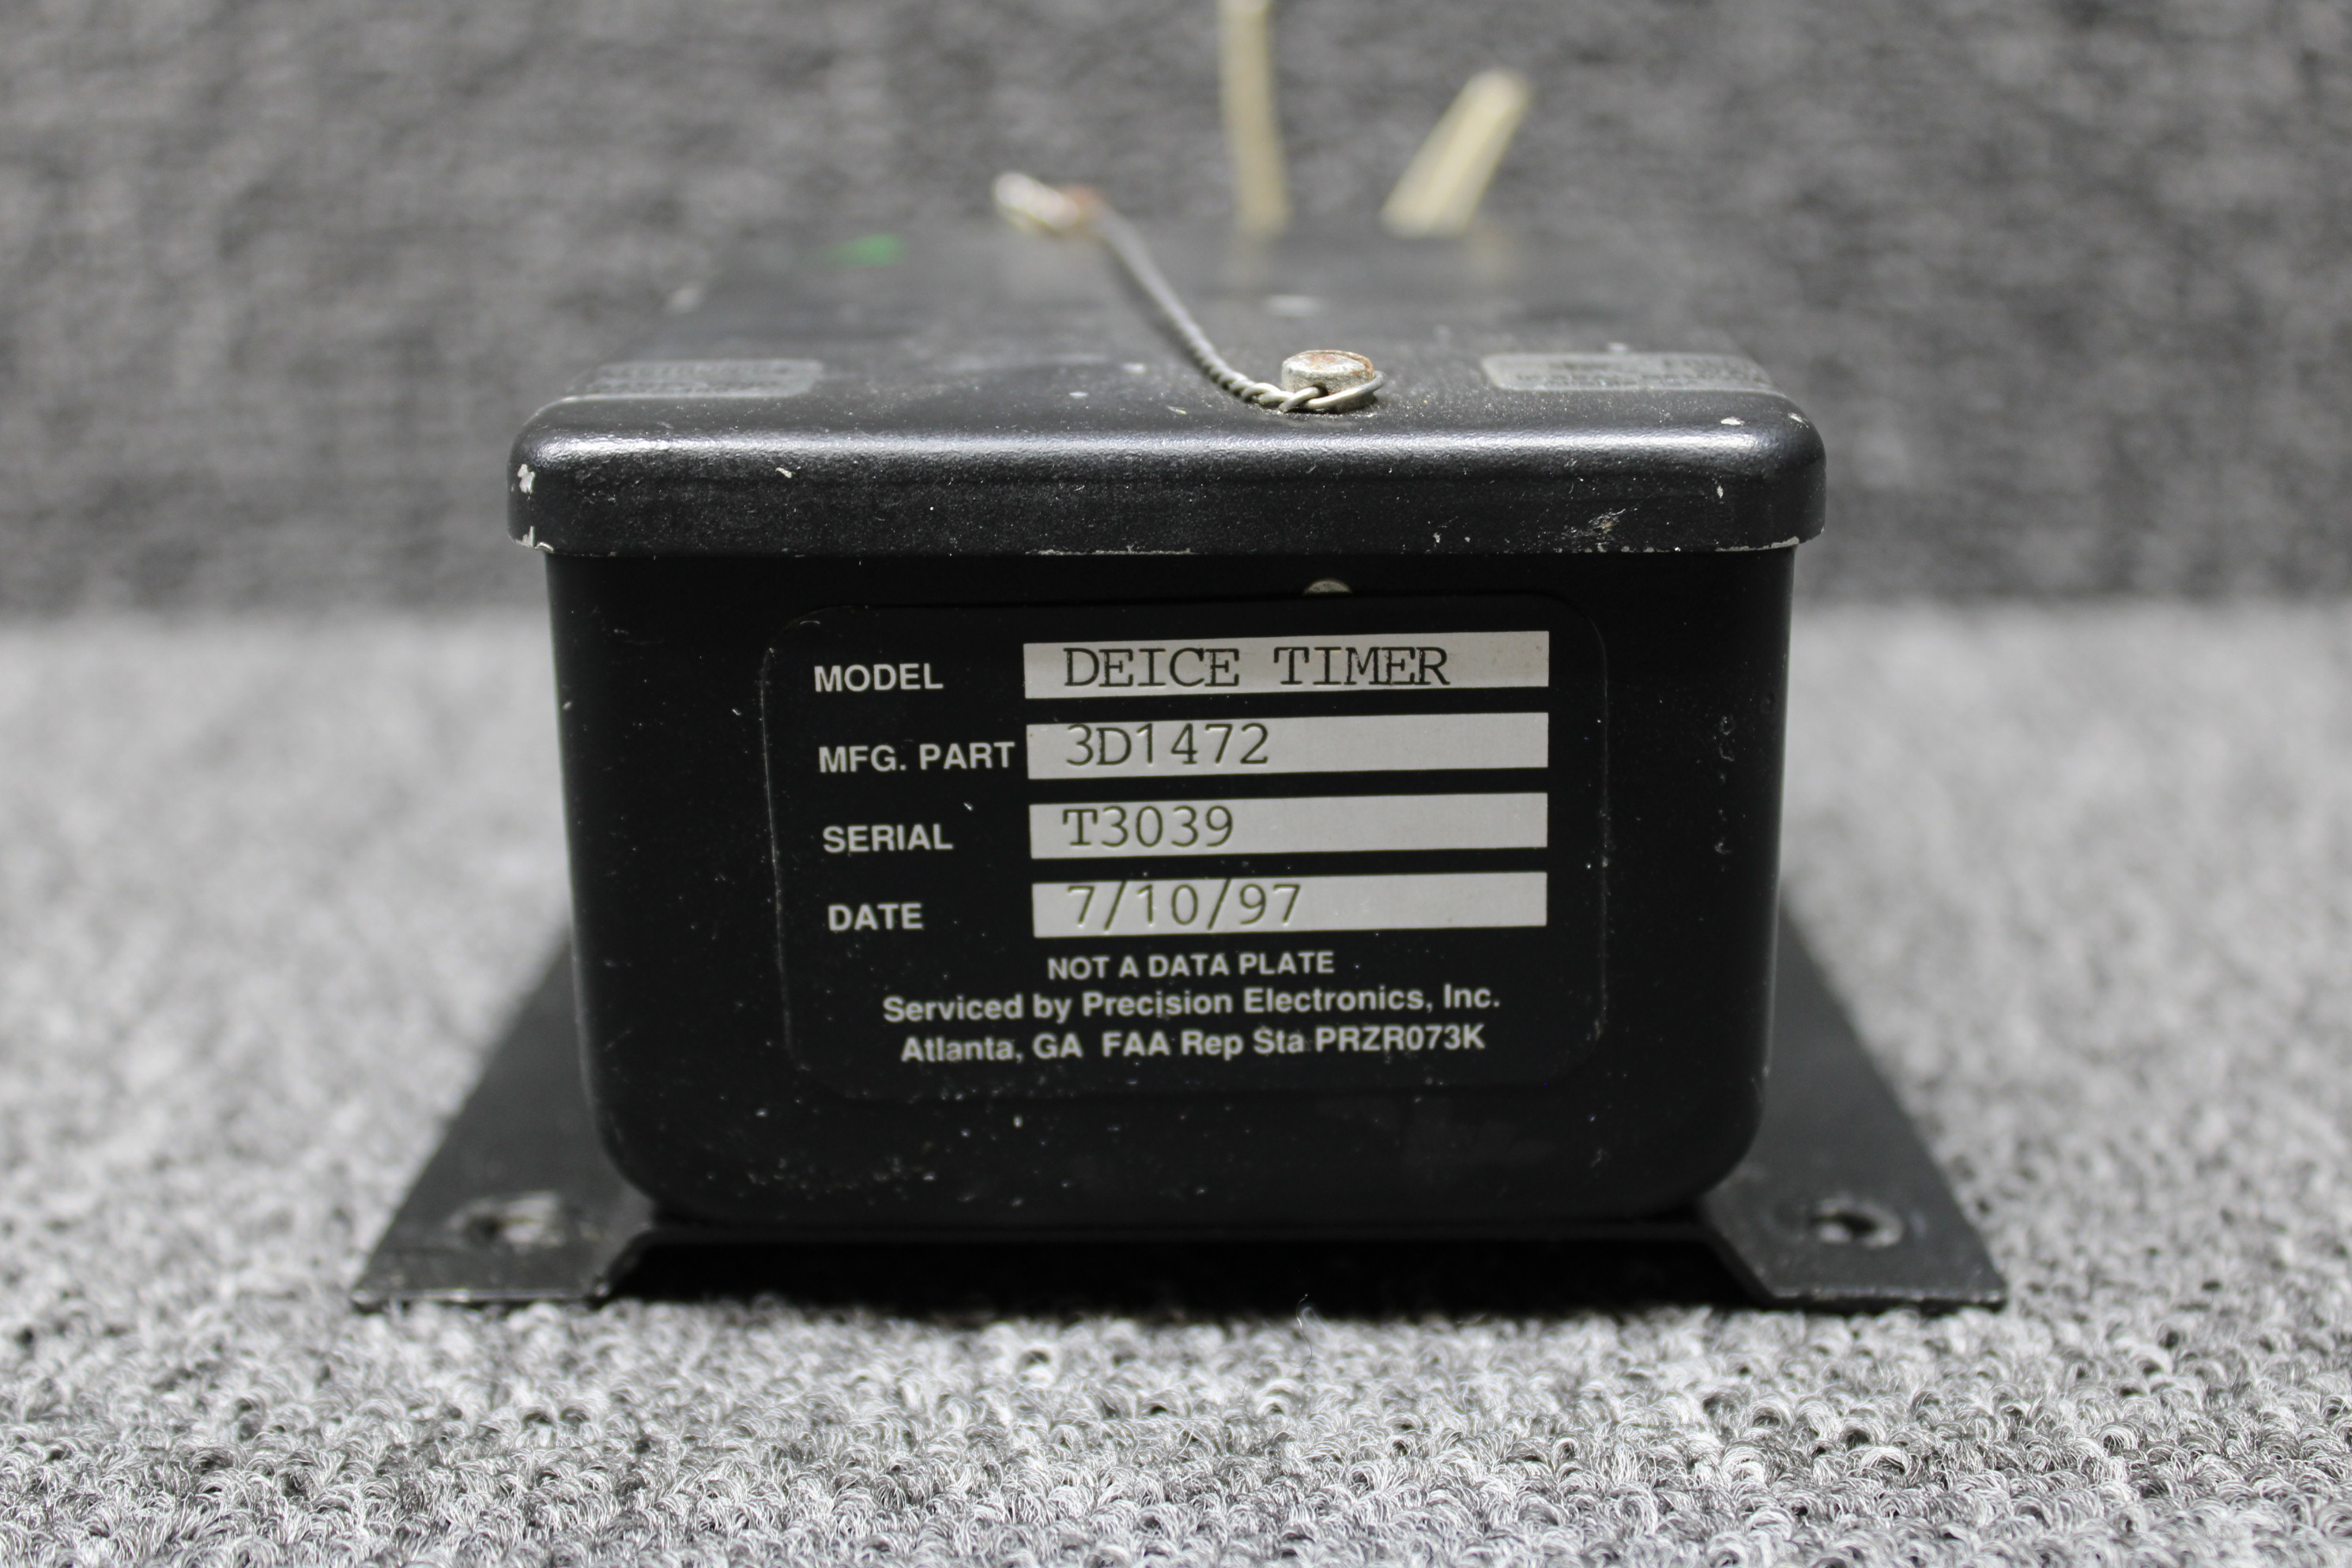 MODEL DEICE TIMER
MFG. PART 3D1472
SERIAL T3039
DATE 7/10/97
NOT A DATA PLATE
Serviced by Precision Electronics, Inc.
Atlanta, GA FAA Rep Sta PRZR073K